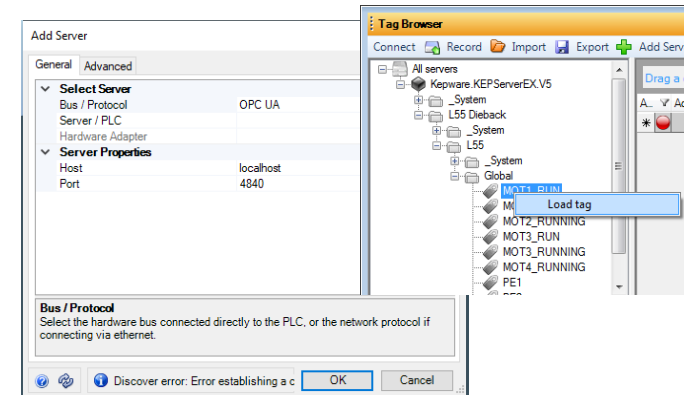 Add Server
General Advanced
Select Server
Bus / Protocol OPC UA
Server / PLC
Hardware Adapter
Server Properties
Host localhost
Port 4840
Bus / Protocol
Select the hardware bus connected directly to the PLC, or the network protocol if
connecting via ethernet.
Discover error: Error establishing a c
OK Cancel
Tag Browser
Connect Record Import Export Add Serv
All servers
Kepware.KEPServerEX.V5
_System
L55 Dieback
_System
L55
_System
Global
MOT1_RUN
Load tag
MOT2_RUNNING
MOT3_RUN
MOT3_RUNNING
MOT4_RUNNING
PE1
Drag a
A...